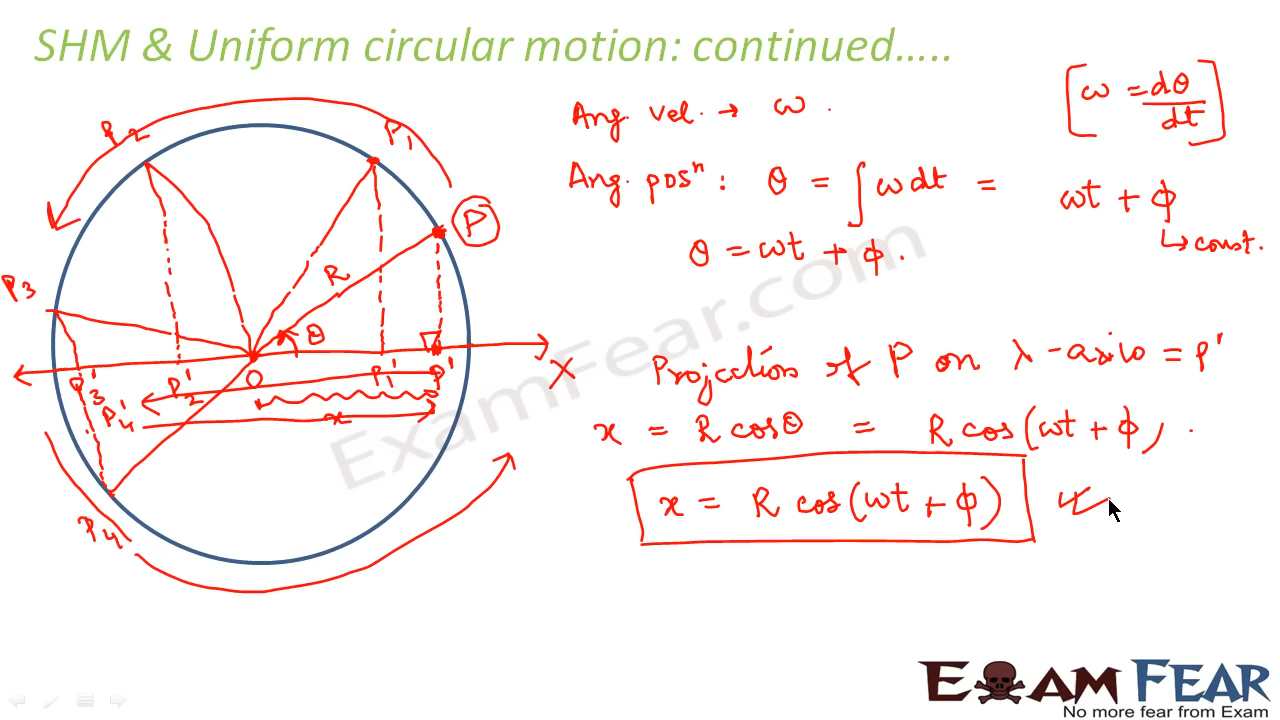 SHM & Uniform circular motion: continued…..
Ang. vel. → ω .
[ω = dθ/dt]
Ang. posⁿ : θ = ∫ ω dt = ωt + ϕ
↳ const.
θ = ωt + ϕ .
P2
P1
P
P3
R
θ
O
X
P3'
P2'
P1'
P'
P4'
x
P4
Projection of P on x-axis = P'
x = R cosθ = R cos(ωt + ϕ) .
x = R cos(ωt + ϕ)
ExamFear.com
EXAM FEAR
No more fear from Exam